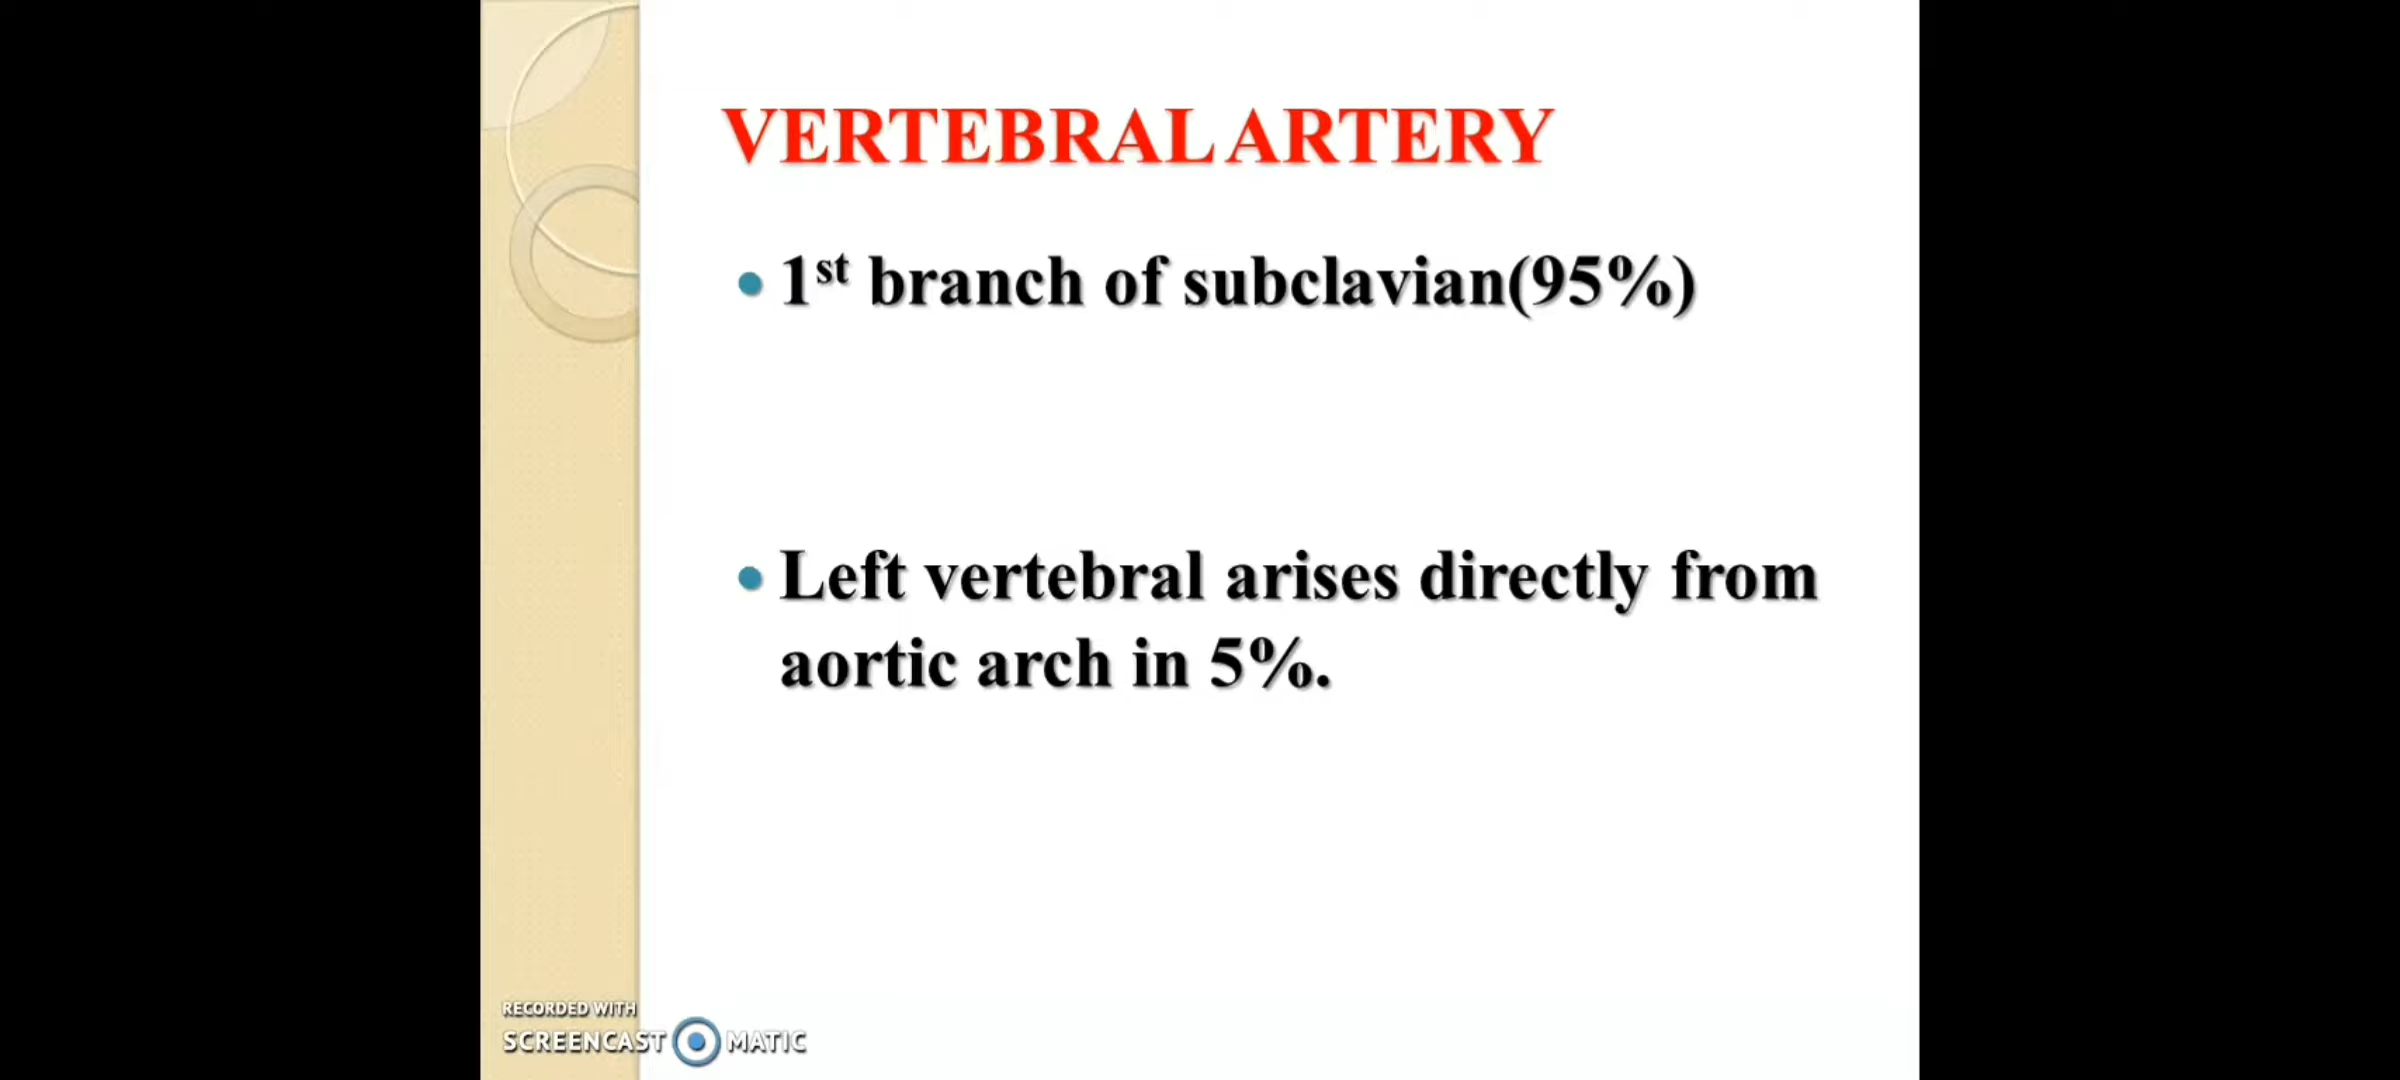 VERTEBRAL ARTERY
• 1st branch of subclavian(95%)
• Left vertebral arises directly from
aortic arch in 5%.
RECORDED WITH
SCREENCAST MATIC